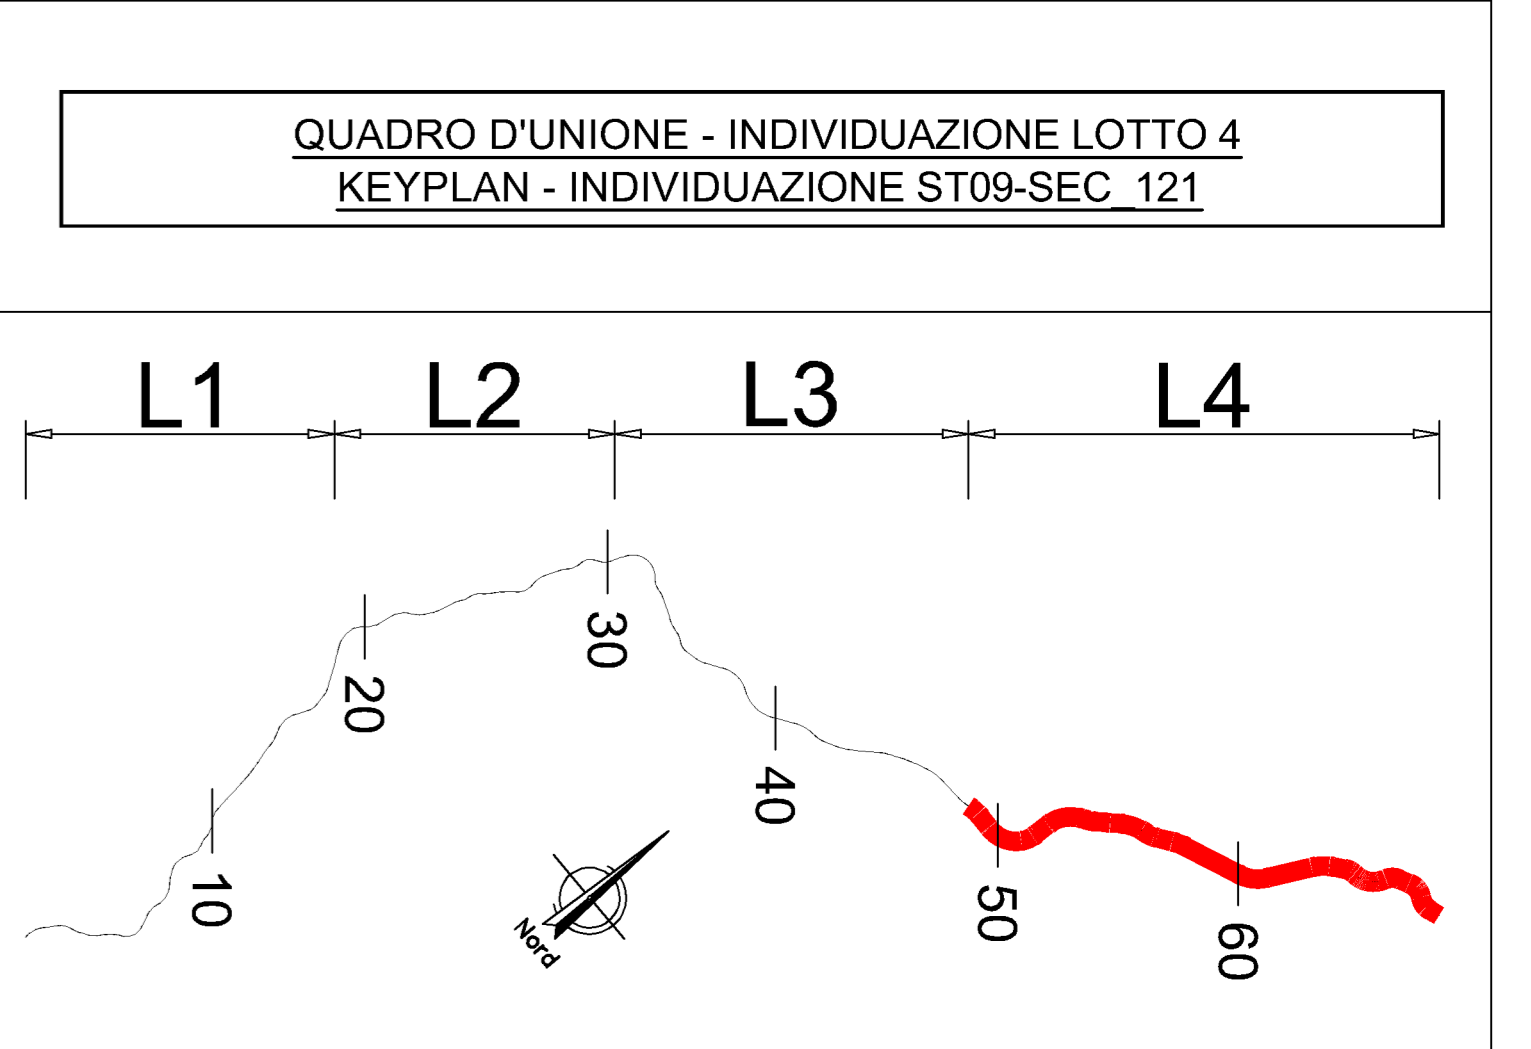 QUADRO D'UNIONE - INDIVIDUAZIONE LOTTO 4
KEYPLAN - INDIVIDUAZIONE ST09-SEC_121
L1
L2
L3
L4
10
20
30
40
50
60
Nord